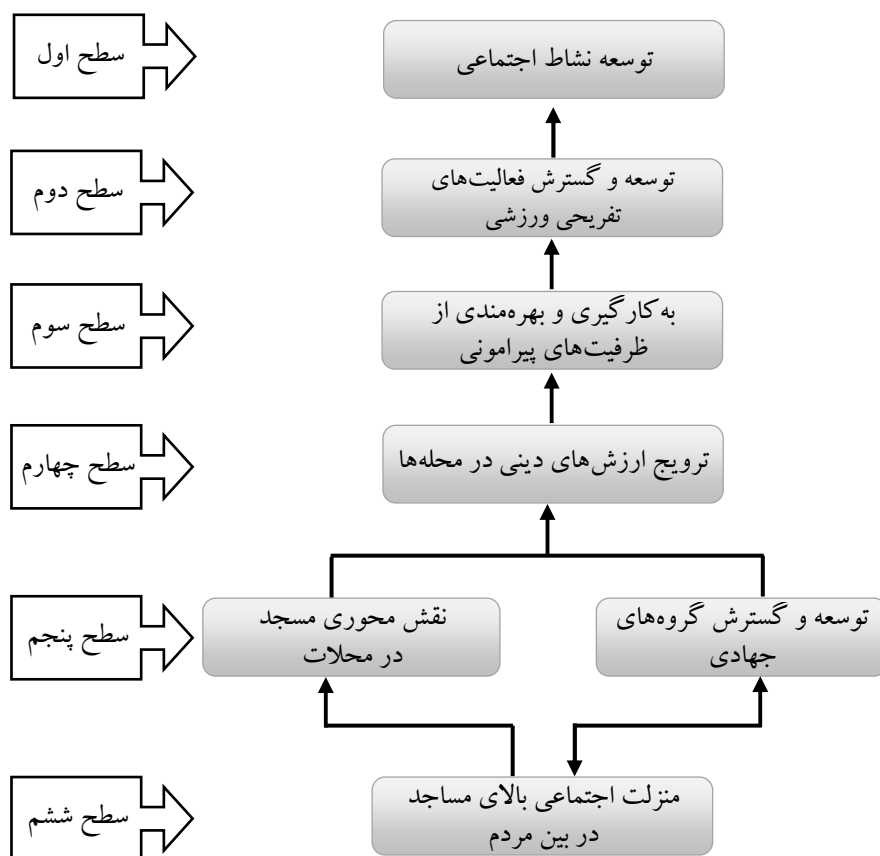 سطح اول
توسعه نشاط اجتماعی
سطح دوم
توسعه و گسترش فعالیت‌های
تفریحی ورزشی
سطح سوم
به‌کارگیری و بهره‌مندی از
ظرفیت‌های پیرامونی
سطح چهارم
ترویج ارزش‌های دینی در محله‌ها
سطح پنجم
توسعه و گسترش گروه‌های
جهادی
نقش محوری مسجد
در محلات
سطح ششم
منزلت اجتماعی بالای مساجد
در بین مردم